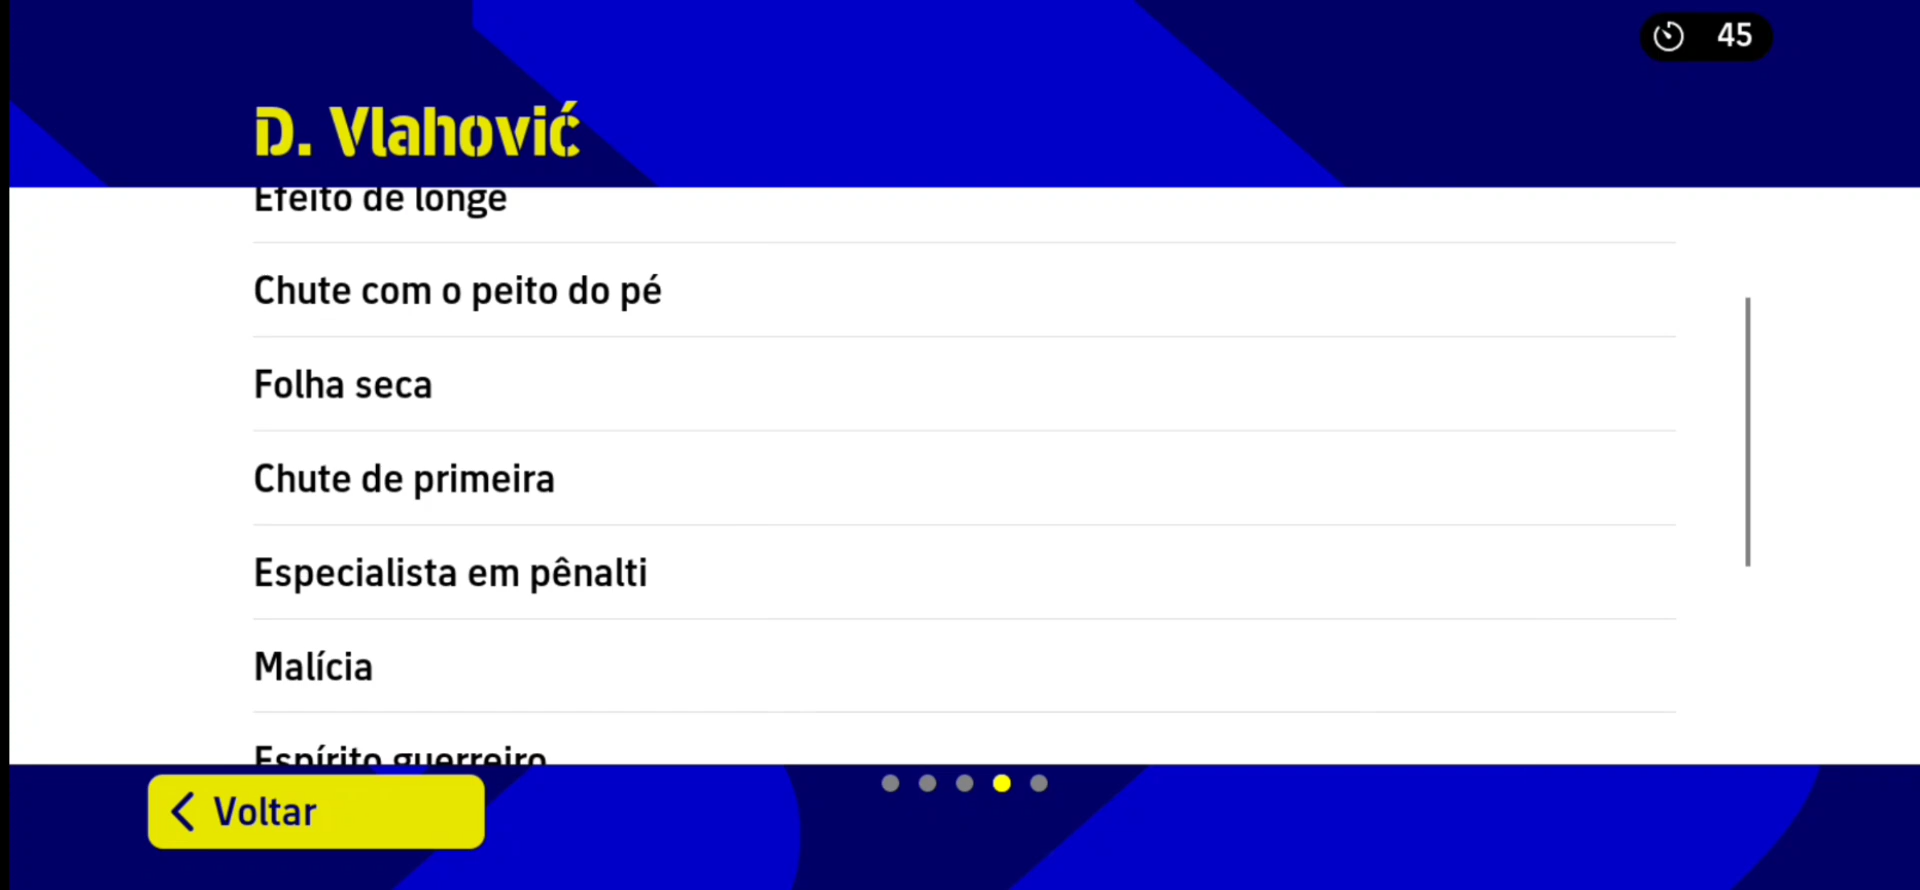 45
D. Vlahović
Efeito de longe
Chute com o peito do pé
Folha seca
Chute de primeira
Especialista em pênalti
Malícia
Espírito guerreiro
Voltar